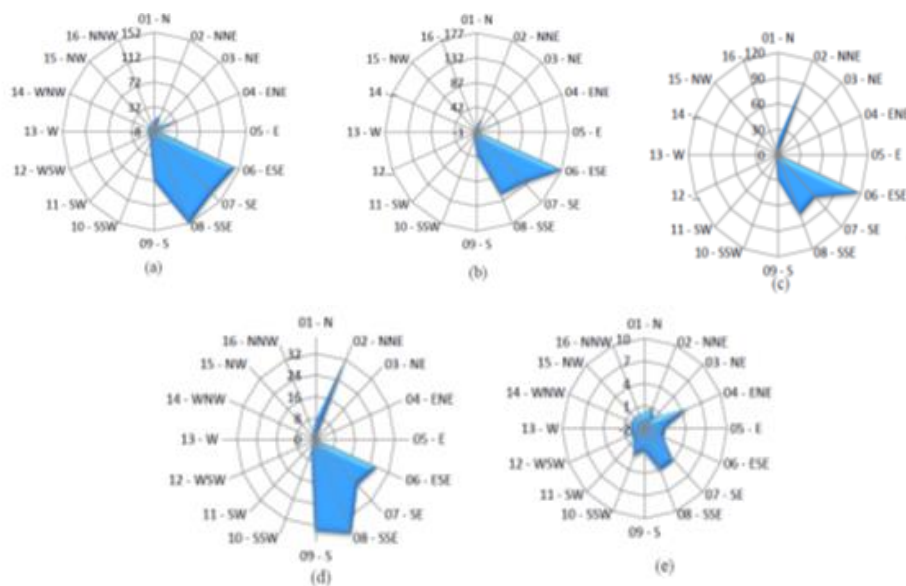 01 - N
152
16 - NNW
02 - NNE
15 - NW
112
03 - NE
72
14 - WNW
04 - ENE
32
13 - W
-8
05 - E
12 - WSW
06 - ESE
11 - SW
07 - SE
10 - SSW
08 - SSE
09 - S
(a)
01 - N
177
16 -..
02 - NNE
15 - NW
132
03 - NE
82
14 -..
04 - ENE
42
13 - W
05 - E
12..
06 - ESE
11 - SW
07 - SE
10 - SSW
08 - SSE
09 - S
(b)
01 - N
120
16 -..
02 - NNE
15 - NW
90
03 - NE
60
14 -..
04 - ENE
30
13 - W
0
05 - E
12 -..
06 - ESE
11 - SW
07 - SE
10 - SSW
08 - SSE
09 - S
(c)
01 - N
16 - NNW
02 - NNE
32
15 - NW
03 - NE
24
14 - WNW
16
04 - ENE
8
13 - W
0
05 - E
12 - WSW
06 - ESE
11 - SW
07 - SE
10 - SSW
08 - SSE
09 - S
(d)
01 - N
10
16 - NNW
02 - NNE
15 - NW
7
03 - NE
4
14 - WNW
04 - ENE
1
13 - W
-2
05 - E
12 - WSW
06 - ESE
11 - SW
07 - SE
10 - SSW
08 - SSE
09 - S
(e)